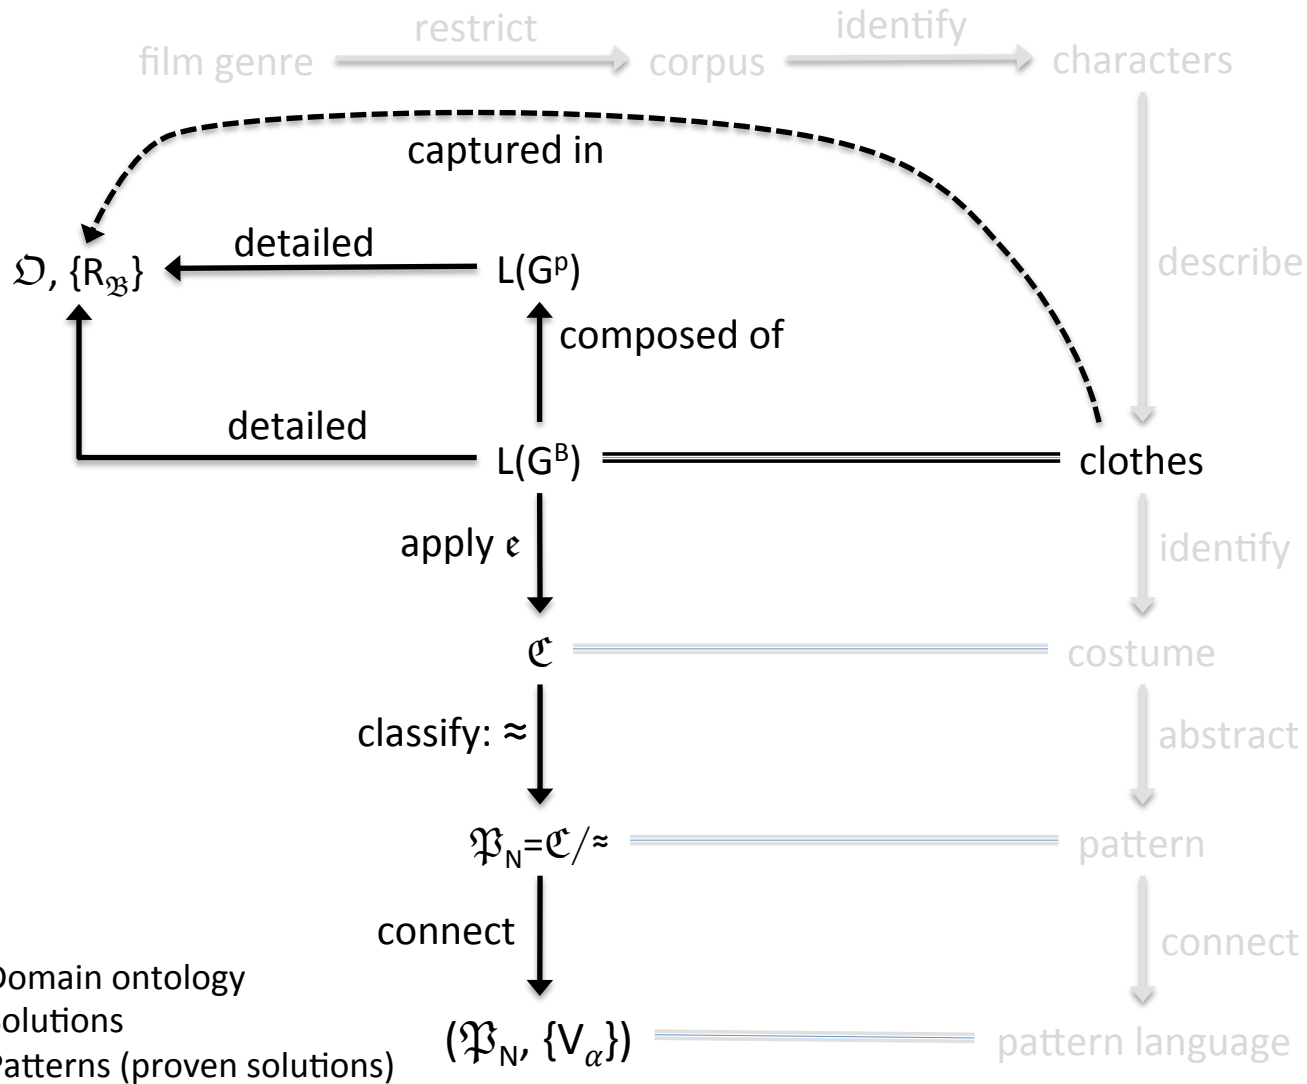 restrict
identify
film genre
corpus
characters
captured in
detailed
𝔒, {R𝔅}
L(Gᵖ)
describe
composed of
detailed
L(Gᴮ)
clothes
apply 𝔢
identify
ℭ
costume
classify: ≈
abstract
𝔓N=ℭ/≈
pattern
connect
connect
Domain ontology
Solutions
(𝔓N, {Vα})
pattern language
Patterns (proven solutions)